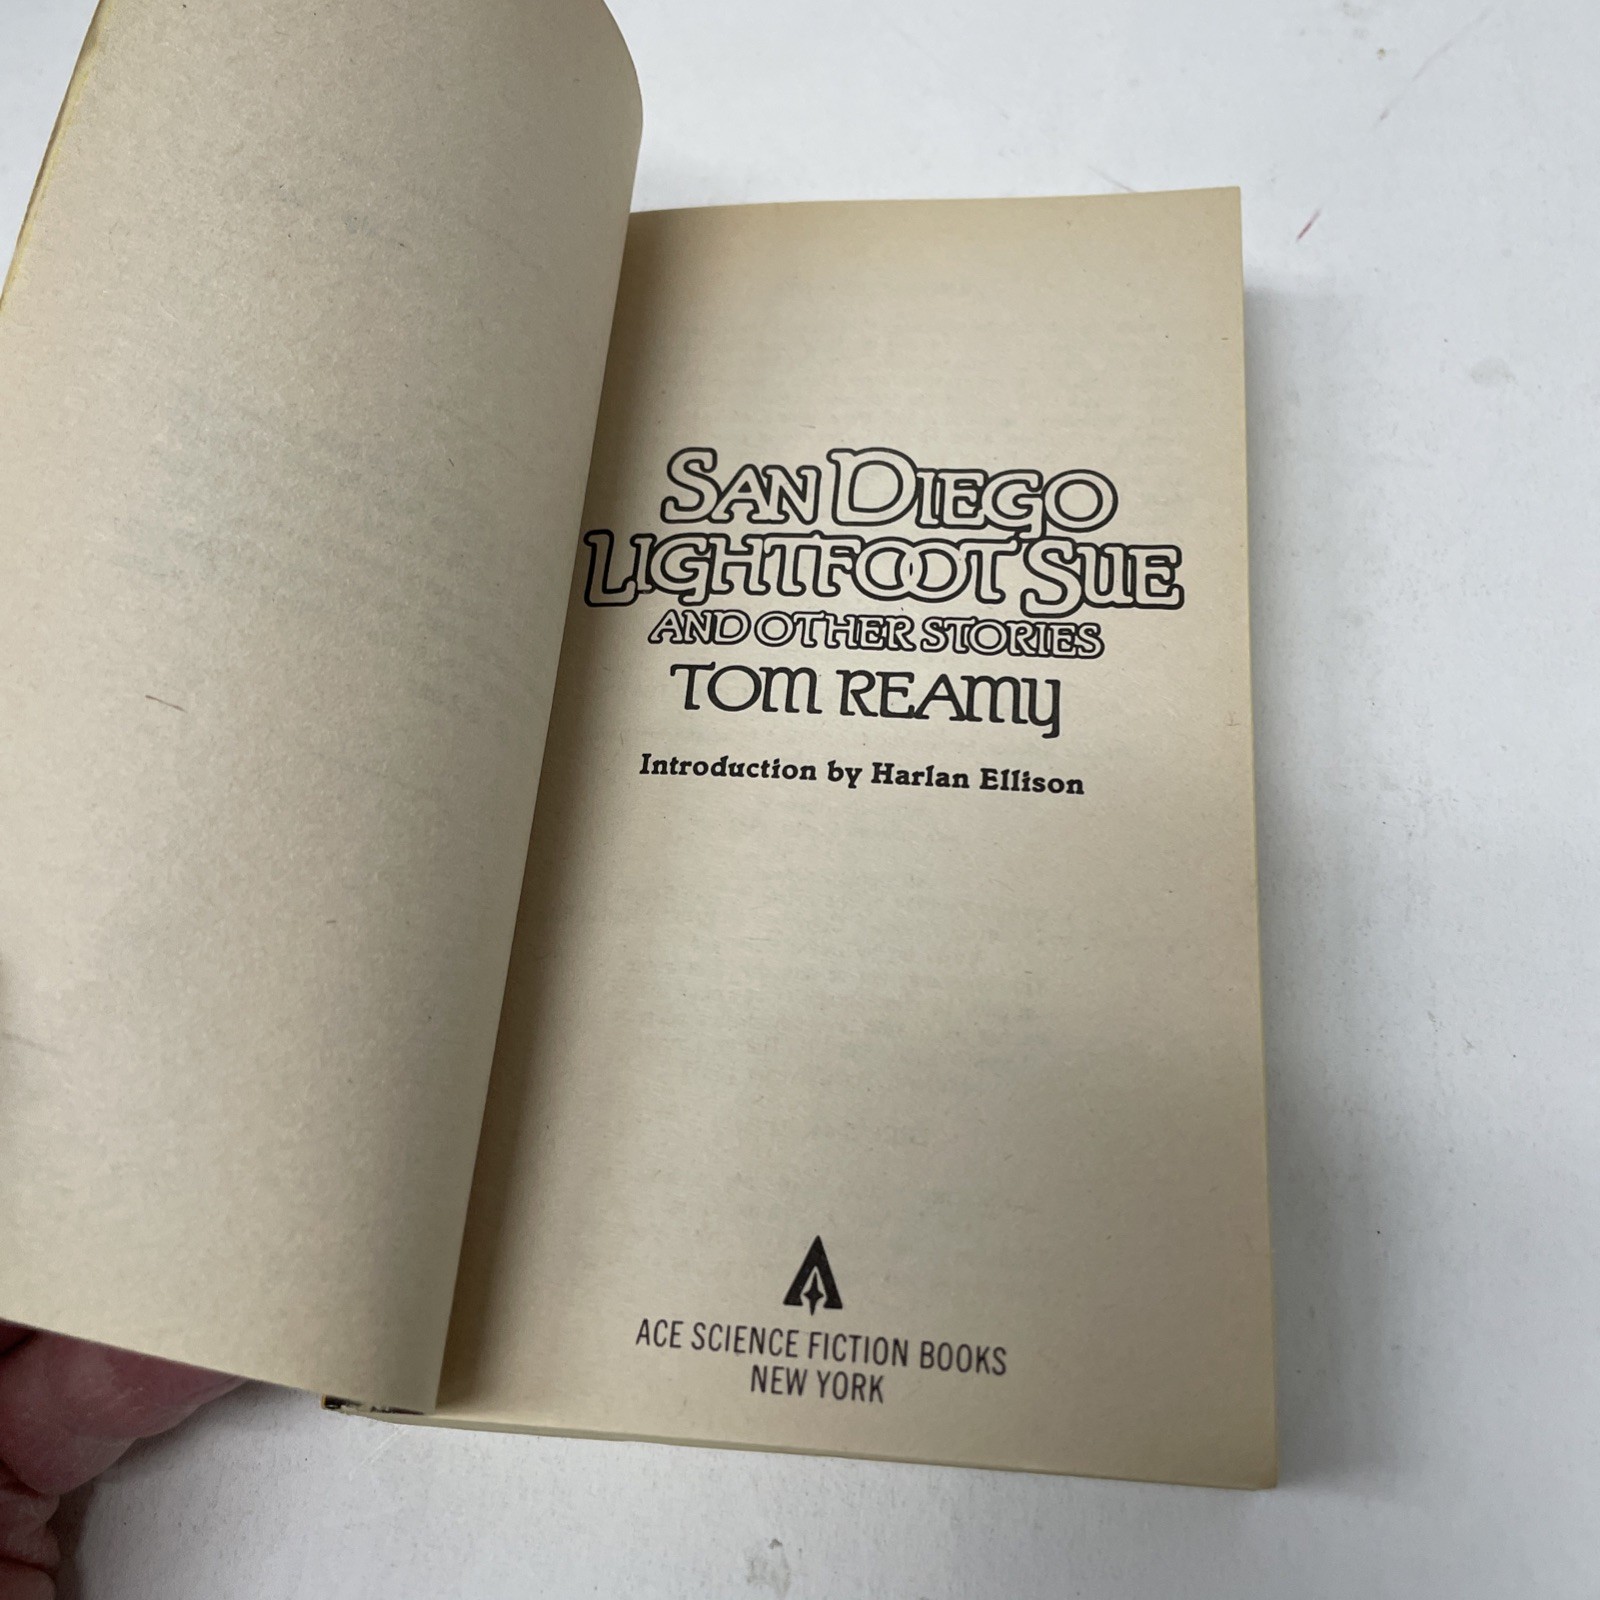 SAN DIEGO
LIGHTFOOT SUE
AND OTHER STORIES
TOM REAMY
Introduction by Harlan Ellison
ACE SCIENCE FICTION BOOKS
NEW YORK